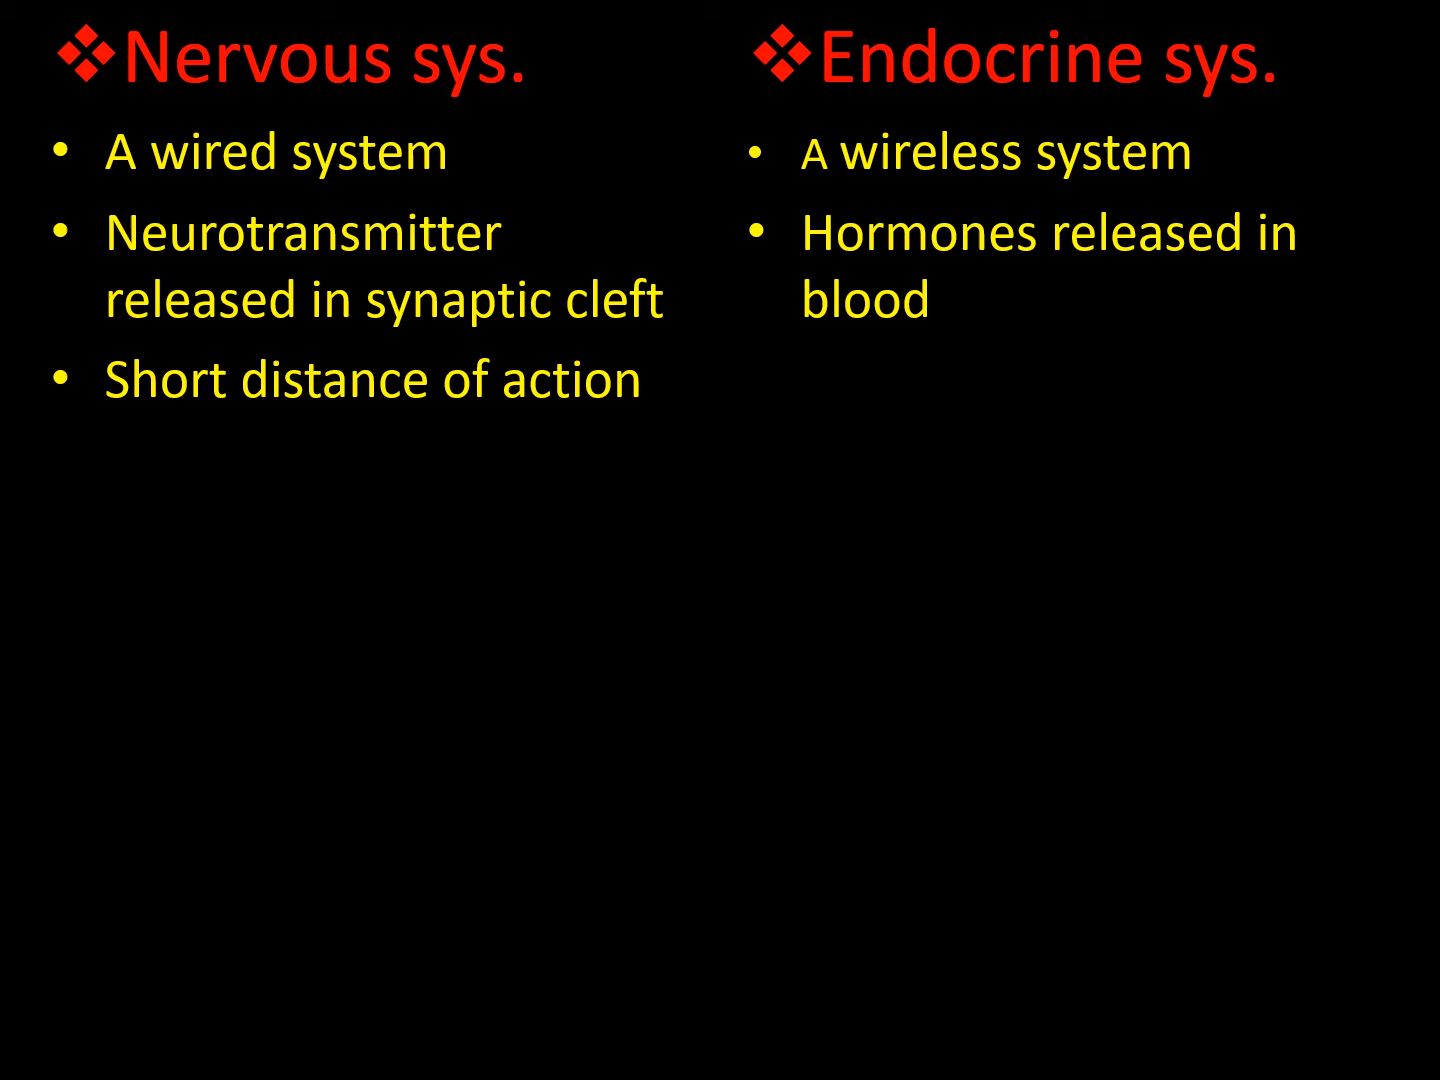 ❖Nervous sys.
• A wired system
• Neurotransmitter
released in synaptic cleft
• Short distance of action
❖Endocrine sys.
• A wireless system
• Hormones released in
blood